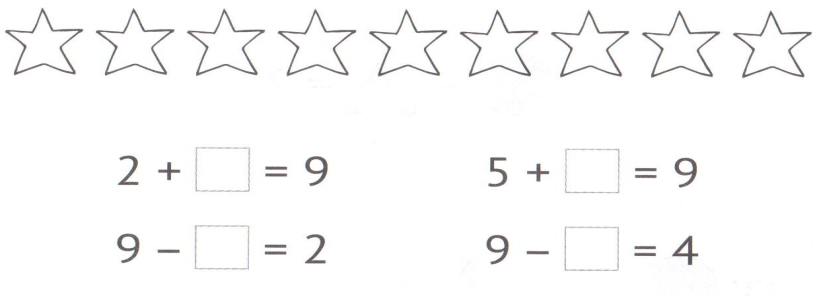 2 + □ = 9 5 + □ = 9
9 – □ = 2 9 – □ = 4